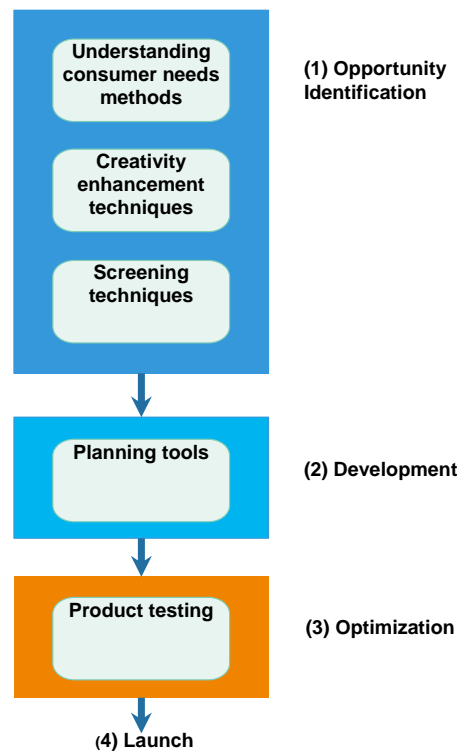 Understanding
consumer needs
methods
(1) Opportunity
Identification
Creativity
enhancement
techniques
Screening
techniques
Planning tools
(2) Development
Product testing
(3) Optimization
(4) Launch